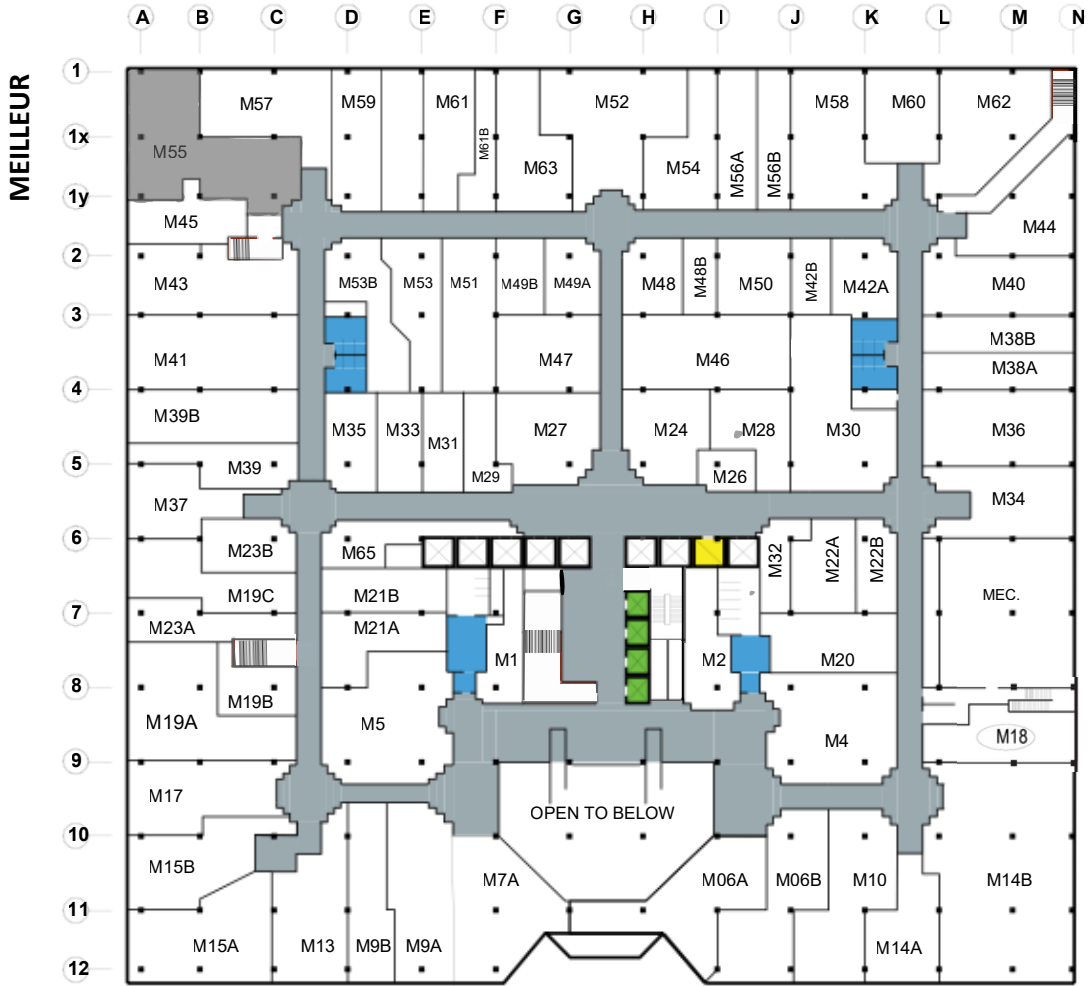 A B C D E F G H I J K L M N
MEILLEUR
1
M57 M59 M61 M52 M58 M60 M62
1x
M55 M61B M63 M54 M56A M56B
1y
M45 M44
2
M43 M53B M53 M51 M49B M49A M48 M48B M50 M42B M42A M40
3
M38B
M41 M47 M46 M38A
4
M39B M35 M33 M31 M27 M24 M28 M30 M36
5
M39 M29 M26
M37 M34
6
M23B M65 M32 M22A M22B
M19C M21B MEC.
7
M23A M21A
M1 M2 M20
8
M19B
M19A M5 M4 M18
9
M17
OPEN TO BELOW
10
M15B M7A M06A M06B M10 M14B
11
M15A M13 M9B M9A M14A
12